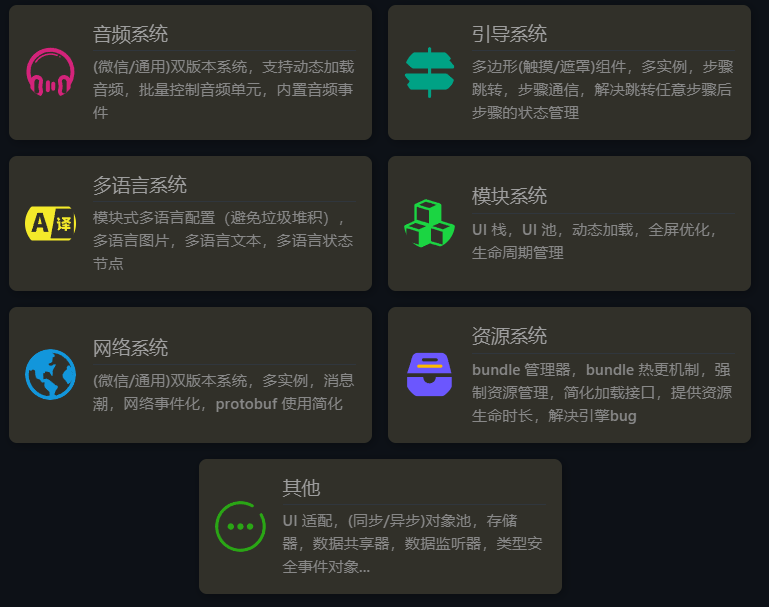 音频系统
(微信/通用)双版本系统，支持动态加载
音频，批量控制音频单元，内置音频事
件
引导系统
多边形(触摸/遮罩)组件，多实例，步骤
跳转，步骤通信，解决跳转任意步骤后
步骤的状态管理
A译
多语言系统
模块式多语言配置（避免垃圾堆积），
多语言图片，多语言文本，多语言状态
节点
模块系统
UI 栈，UI 池，动态加载，全屏优化，
生命周期管理
网络系统
(微信/通用)双版本系统，多实例，消息
潮，网络事件化，protobuf 使用简化
资源系统
bundle 管理器，bundle 热更机制，强
制资源管理，简化加载接口，提供资源
生命时长，解决引擎bug
其他
UI 适配，(同步/异步)对象池，存储
器，数据共享器，数据监听器，类型安
全事件对象...